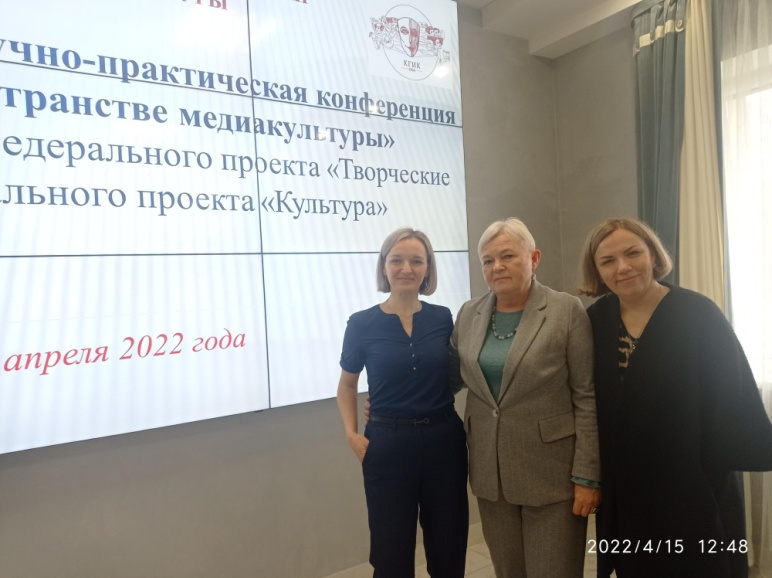 КГИК
учно-практическая конференция
транстве медиакультуры»
едерального проекта «Творческие
льного проекта «Культура»
апреля 2022 года
2022/4/15 12:48